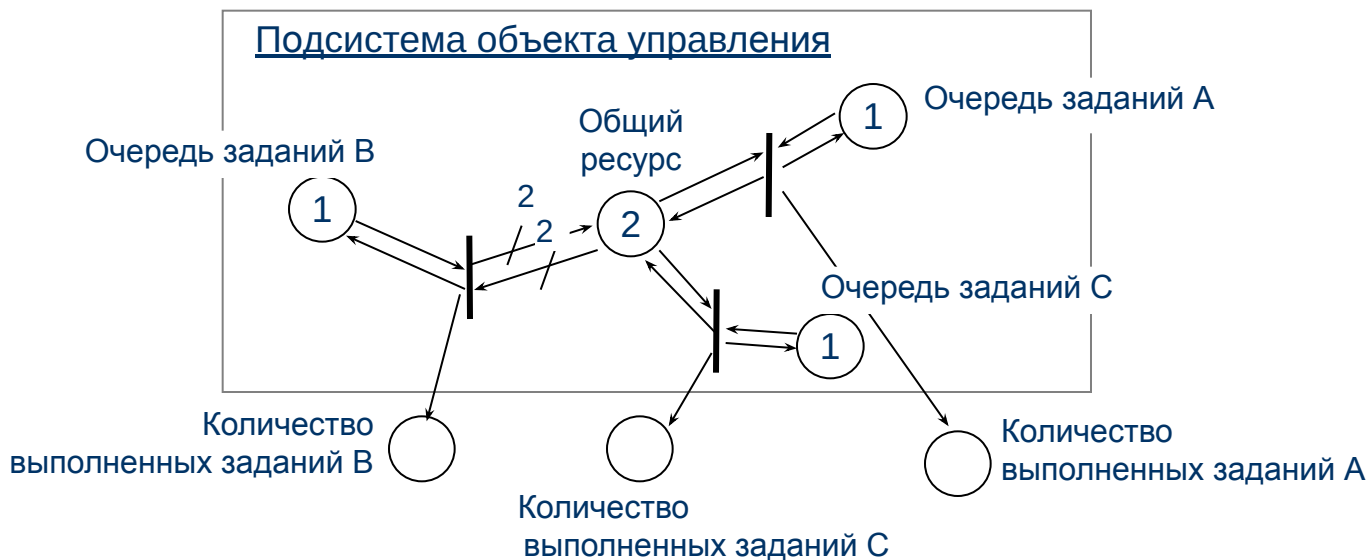 Подсистема объекта управления
Очередь заданий A
1
Общий
ресурс
Очередь заданий B
1
2
2
2
Очередь заданий C
1
Количество
выполненных заданий B
Количество
выполненных заданий C
Количество
выполненных заданий A